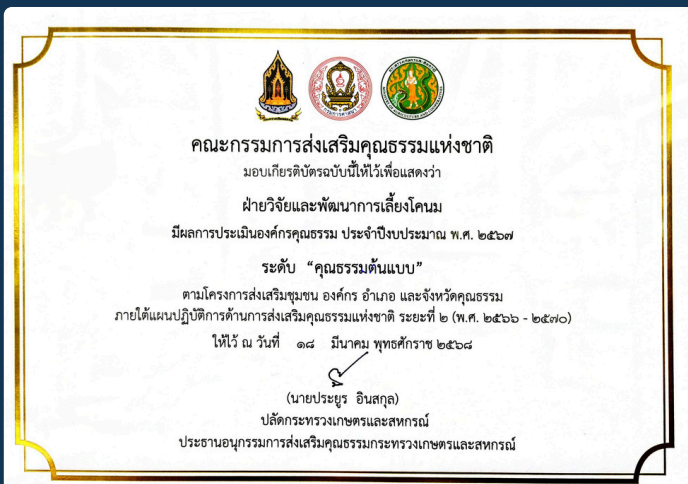 คณะกรรมการส่งเสริมคุณธรรมแห่งชาติ
มอบเกียรติบัตรฉบับนี้ให้ไว้เพื่อแสดงว่า
ฝ่ายวิจัยและพัฒนาการเลี้ยงโคนม
มีผลการประเมินองค์กรคุณธรรม ประจำปีงบประมาณ พ.ศ. ๒๕๖๗
ระดับ “คุณธรรมต้นแบบ”
ตามโครงการส่งเสริมชุมชน องค์กร อำเภอ และจังหวัดคุณธรรม
ภายใต้แผนปฏิบัติการด้านการส่งเสริมคุณธรรมแห่งชาติ ระยะที่ ๒ (พ.ศ. ๒๕๖๖ - ๒๕๗๐)
ให้ไว้ ณ วันที่ ๑๘ มีนาคม พุทธศักราช ๒๕๖๘
(นายประยูร อินสกุล)
ปลัดกระทรวงเกษตรและสหกรณ์
ประธานอนุกรรมการส่งเสริมคุณธรรมกระทรวงเกษตรและสหกรณ์